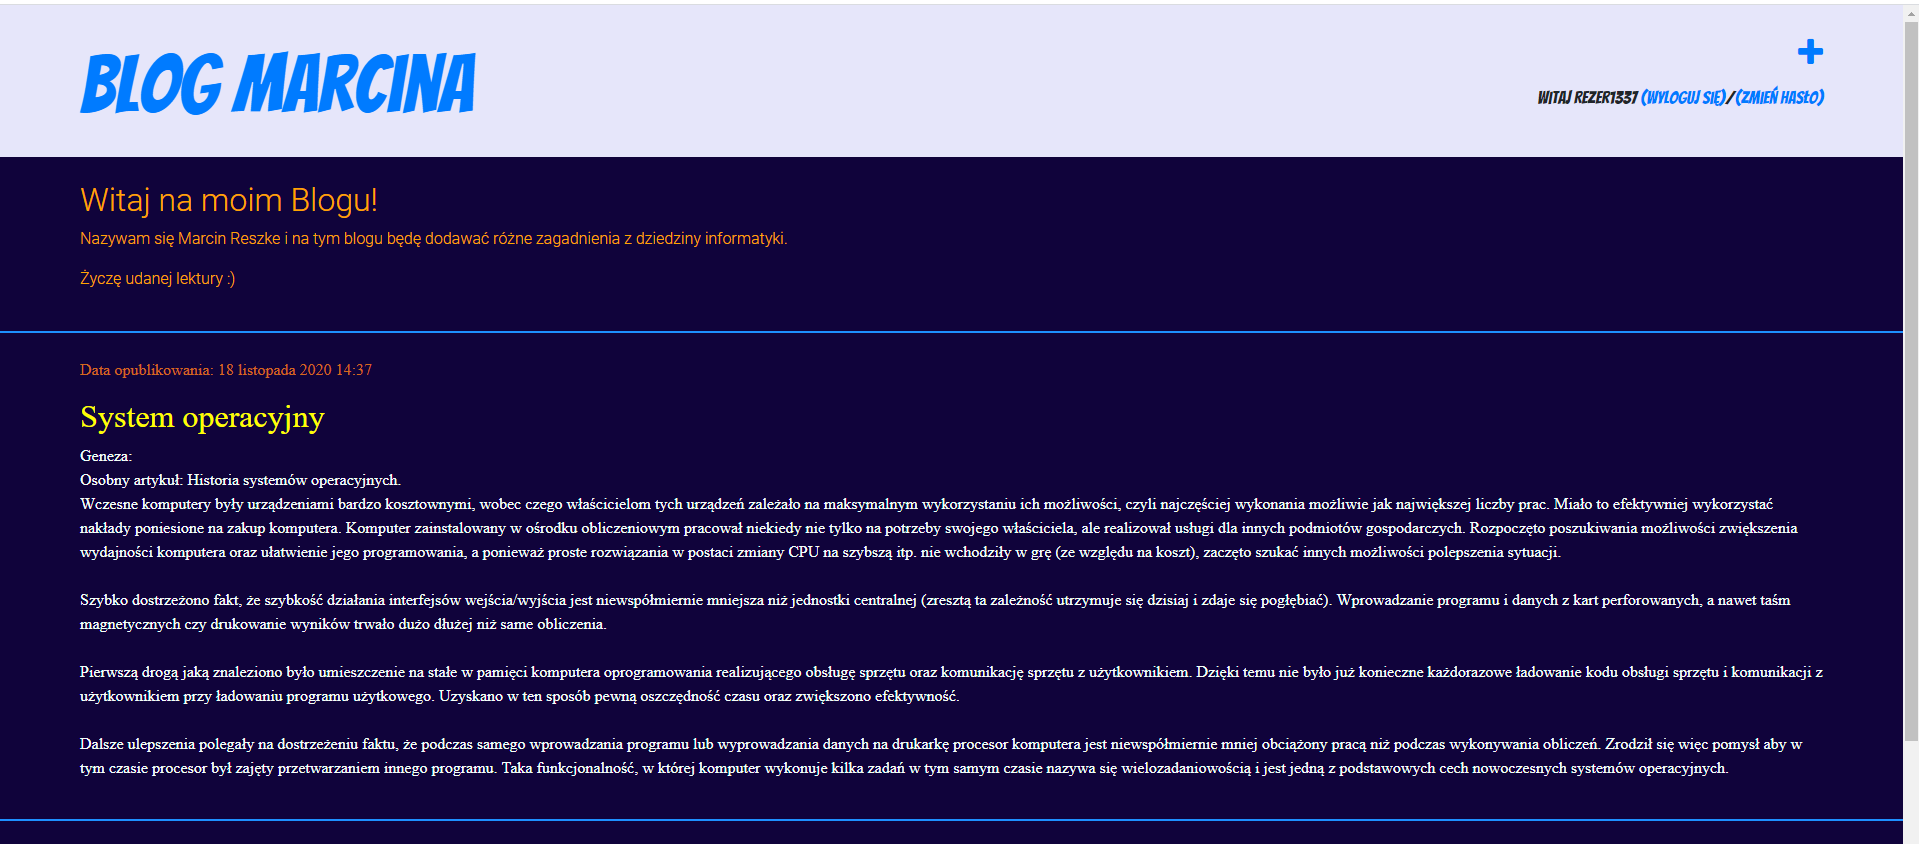 BLOG MARCINA
WITAJ REZER1337 (WYLOGUJ SIĘ)/(ZMIEŃ HASŁO)
Witaj na moim Blogu!
Nazywam się Marcin Reszke i na tym blogu będę dodawać różne zagadnienia z dziedziny informatyki.
Życzę udanej lektury :)
Data opublikowania: 18 listopada 2020 14:37
System operacyjny
Geneza:
Osobny artykuł: Historia systemów operacyjnych.
Wczesne komputery były urządzeniami bardzo kosztownymi, wobec czego właścicielom tych urządzeń zależało na maksymalnym wykorzystaniu ich możliwości, czyli najczęściej wykonania możliwie jak największej liczby prac. Miało to efektywniej wykorzystać
nakłady poniesione na zakup komputera. Komputer zainstalowany w ośrodku obliczeniowym pracował niekiedy nie tylko na potrzeby swojego właściciela, ale realizował usługi dla innych podmiotów gospodarczych. Rozpoczęto poszukiwania możliwości zwiększenia
wydajności komputera oraz ułatwienie jego programowania, a ponieważ proste rozwiązania w postaci zmiany CPU na szybszą itp. nie wchodziły w grę (ze względu na koszt), zaczęto szukać innych możliwości polepszenia sytuacji.
Szybko dostrzeżono fakt, że szybkość działania interfejsów wejścia/wyjścia jest niewspółmiernie mniejsza niż jednostki centralnej (zresztą ta zależność utrzymuje się dzisiaj i zdaje się pogłębiać). Wprowadzanie programu i danych z kart perforowanych, a nawet taśm
magnetycznych czy drukowanie wyników trwało dużo dłużej niż same obliczenia.
Pierwszą drogą jaką znaleziono było umieszczenie na stałe w pamięci komputera oprogramowania realizującego obsługę sprzętu oraz komunikację sprzętu z użytkownikiem. Dzięki temu nie było już konieczne każdorazowe ładowanie kodu obsługi sprzętu i komunikacji z
użytkownikiem przy ładowaniu programu użytkowego. Uzyskano w ten sposób pewną oszczędność czasu oraz zwiększono efektywność.
Dalsze ulepszenia polegały na dostrzeżeniu faktu, że podczas samego wprowadzania programu lub wyprowadzania danych na drukarkę procesor komputera jest niewspółmiernie mniej obciążony pracą niż podczas wykonywania obliczeń. Zrodził się więc pomysł aby w
tym czasie procesor był zajęty przetwarzaniem innego programu. Taka funkcjonalność, w której komputer wykonuje kilka zadań w tym samym czasie nazywa się wielozadaniowością i jest jedną z podstawowych cech nowoczesnych systemów operacyjnych.